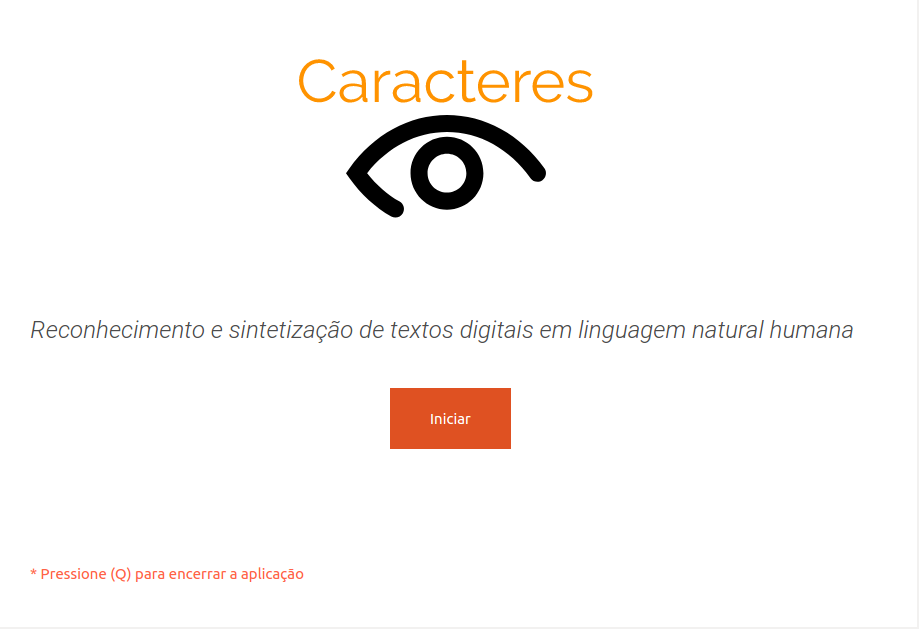 Caracteres
Reconhecimento e sintetização de textos digitais em linguagem natural humana
Iniciar
* Pressione (Q) para encerrar a aplicação